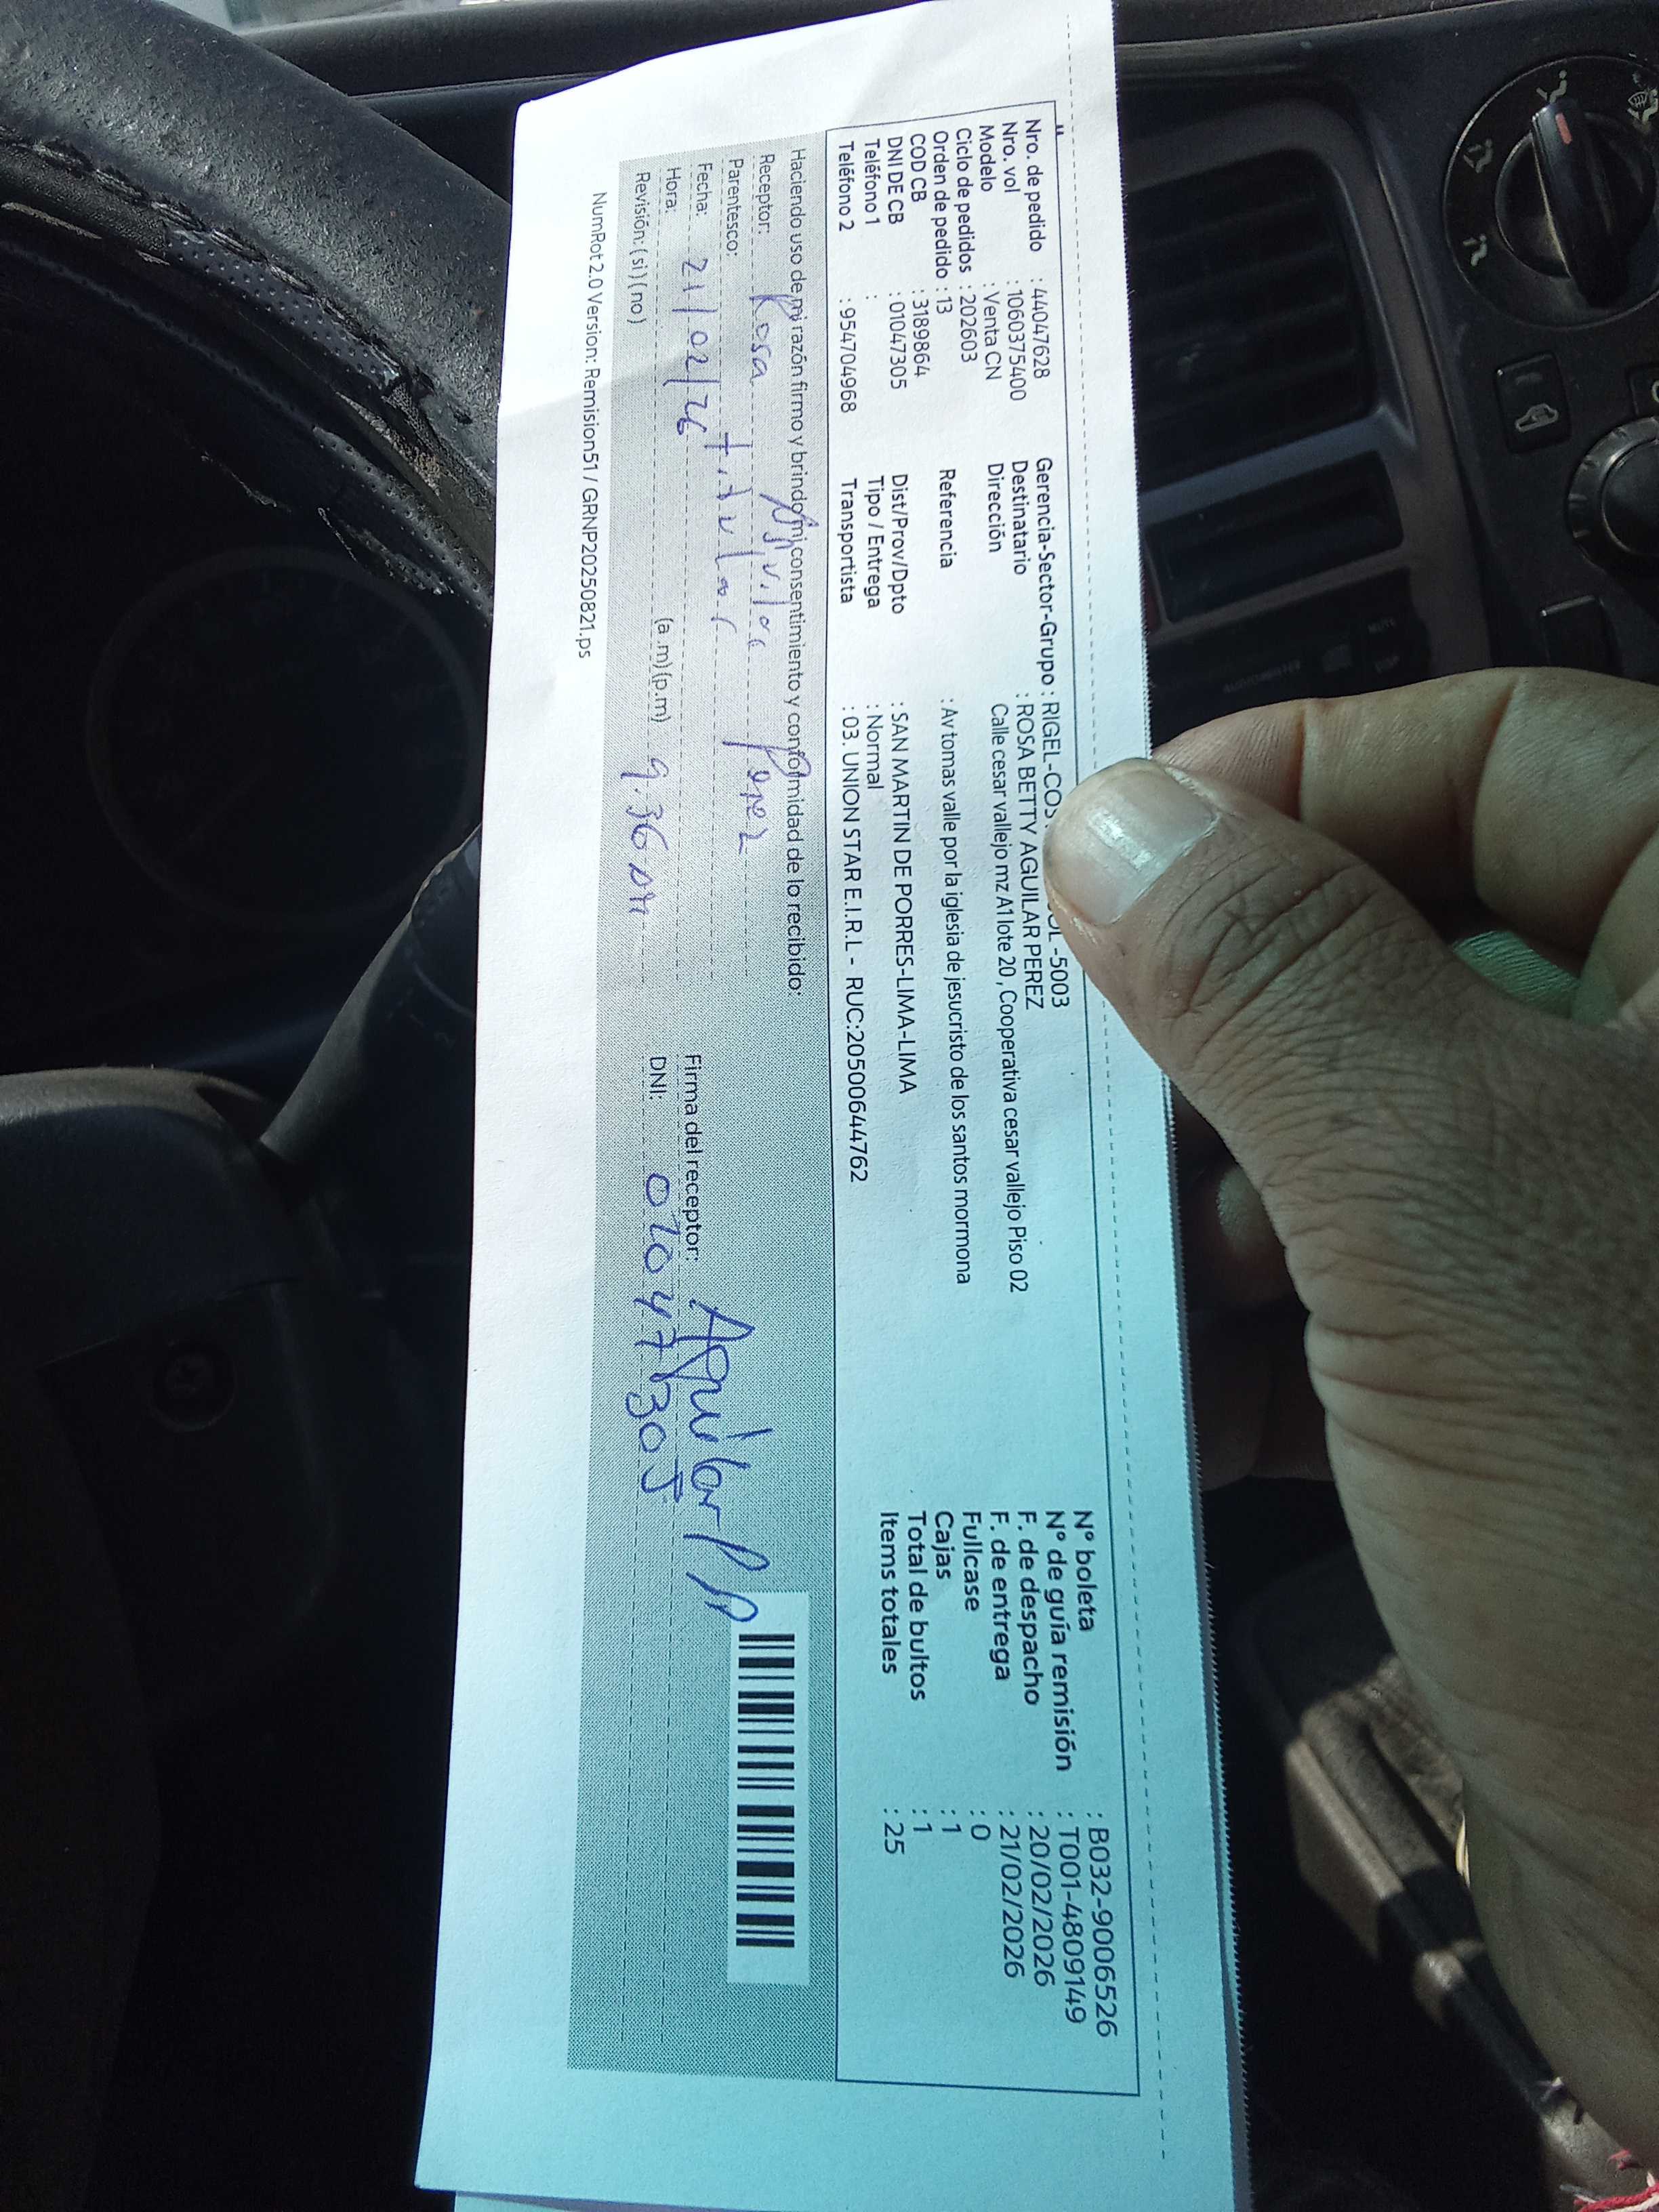 Nro. de pedido : 44047628
Nro. vol : 1060375400
Modelo : Venta CN
Ciclo de pedidos : 202603
Orden de pedido : 13
COD CB : 3189864
DNI DE CB : 01047305
Teléfono 1 :
Teléfono 2 : 954704968
Gerencia-Sector-Grupo : RIGEL-COS -5003
Destinatario : ROSA BETTY AGUILAR PEREZ
Dirección Calle cesar vallejo mz A1 lote 20 , Cooperativa cesar vallejo Piso 02
Referencia : Av tomas valle por la iglesia de jesucristo de los santos mormona
Dist/Prov/Dpto : SAN MARTIN DE PORRES-LIMA-LIMA
Tipo / Entrega : Normal
Transportista : 03. UNION STAR E.I.R.L - RUC:20500644762
N° boleta : B032-9006526
N° de guía remisión : T001-4809149
F. de despacho : 20/02/2026
F. de entrega : 21/02/2026
Fullcase : 0
Cajas : 1
Total de bultos : 1
Items totales : 25
Haciendo uso de mi razón firmo y brindo mi consentimiento y conformidad de lo recibido:
Receptor: Rosa Aguilar Perez
Parentesco: titular
Fecha: 21/02/26
Hora: (a.m)(p.m) 9:36 am
Revisión: ( si ) ( no )
Firma del receptor: Aguilar P
DNI: 01047305
NumRot 2.0 Version: Remision51 / GRNP20250821.ps